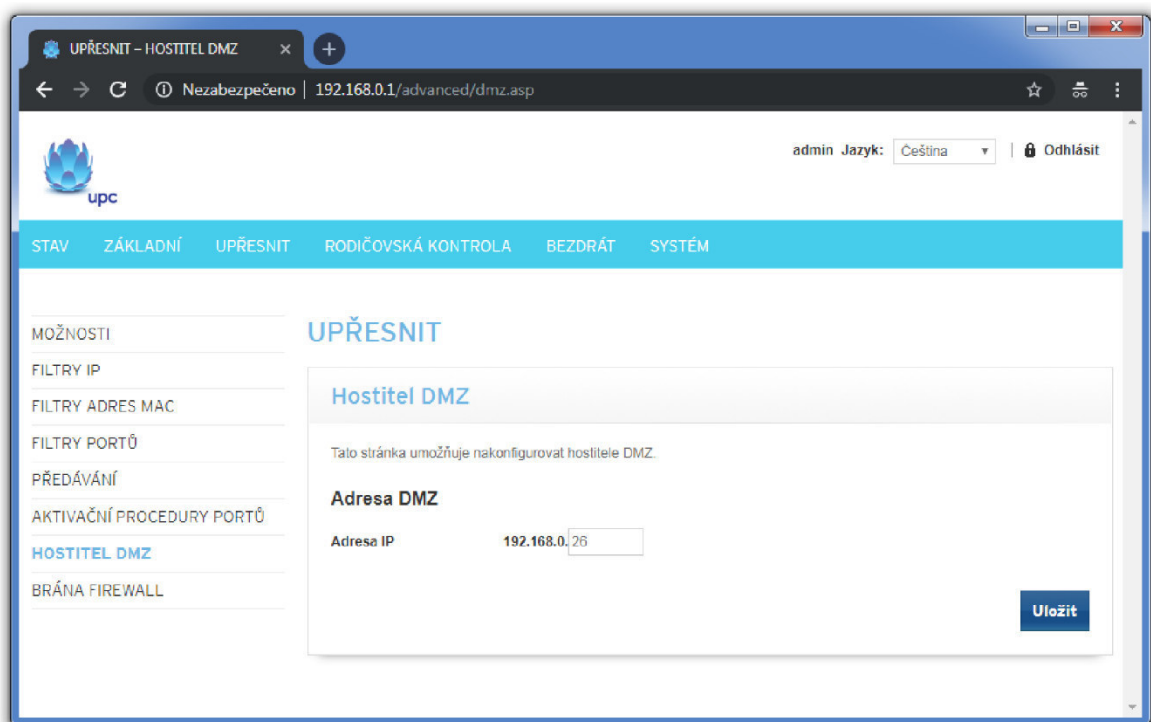 UPŘESNIT – HOSTITEL DMZ
Nezabezpečeno | 192.168.0.1/advanced/dmz.asp
upc
admin Jazyk: Čeština | Odhlásit
STAV ZÁKLADNÍ UPŘESNIT RODIČOVSKÁ KONTROLA BEZDRÁT SYSTÉM
MOŽNOSTI
FILTRY IP
FILTRY ADRES MAC
FILTRY PORTŮ
PŘEDÁVÁNÍ
AKTIVAČNÍ PROCEDURY PORTŮ
HOSTITEL DMZ
BRÁNA FIREWALL
UPŘESNIT
Hostitel DMZ
Tato stránka umožňuje nakonfigurovat hostitele DMZ.
Adresa DMZ
Adresa IP 192.168.0. 26
Uložit